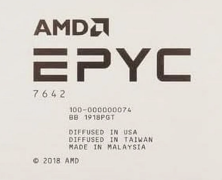 AMD
EPYC
7642
100-000000074
BB 1918PGT
DIFFUSED IN USA
DIFFUSED IN TAIWAN
MADE IN MALAYSIA
© 2018 AMD